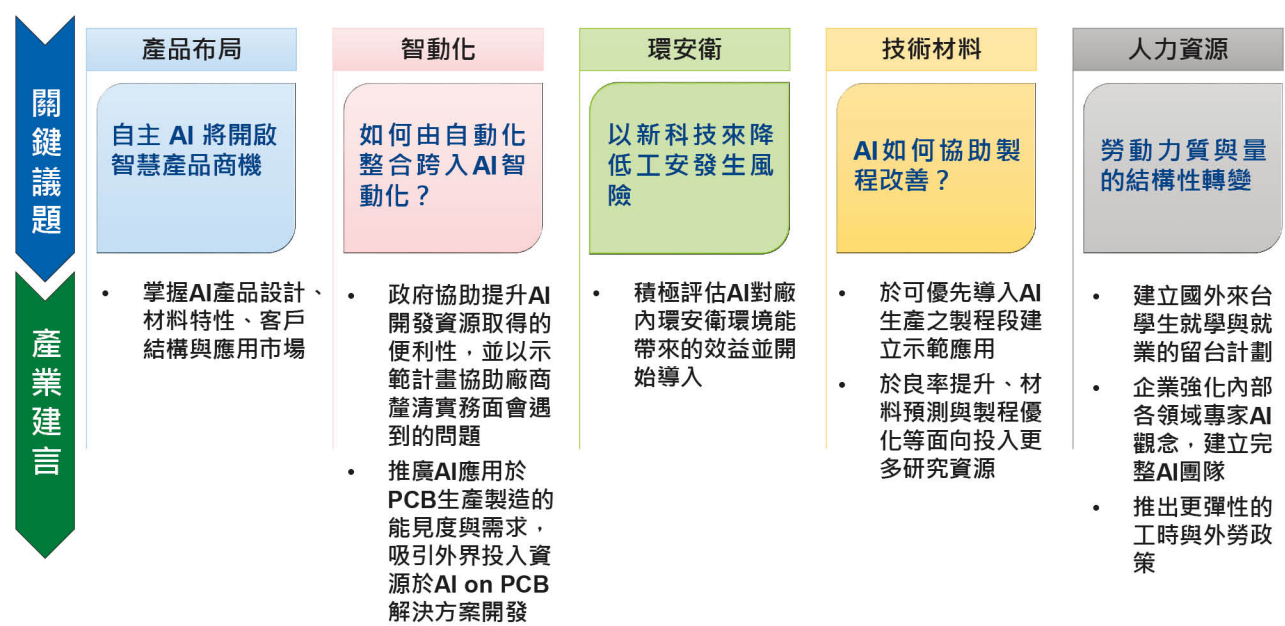 關鍵議題
產業建言
產品布局
自主 AI 將開啟
智慧產品商機
• 掌握AI產品設計、
材料特性、客戶
結構與應用市場
智動化
如何由自動化
整合跨入AI智
動化？
• 政府協助提升AI
開發資源取得的
便利性，並以示
範計畫協助廠商
釐清實務面會遇
到的問題
• 推廣AI應用於
PCB生產製造的
能見度與需求，
吸引外界投入資
源於AI on PCB
解決方案開發
環安衛
以新科技來降
低工安發生風
險
• 積極評估AI對廠
內環安衛環境能
帶來的效益並開
始導入
技術材料
AI如何協助製
程改善？
• 於可優先導入AI
生產之製程段建
立示範應用
• 於良率提升、材
料預測與製程優
化等面向投入更
多研究資源
人力資源
勞動力質與量
的結構性轉變
• 建立國外來台
學生就學與就
業的留台計劃
• 企業強化內部
各領域專家AI
觀念，建立完
整AI團隊
• 推出更彈性的
工時與外勞政
策